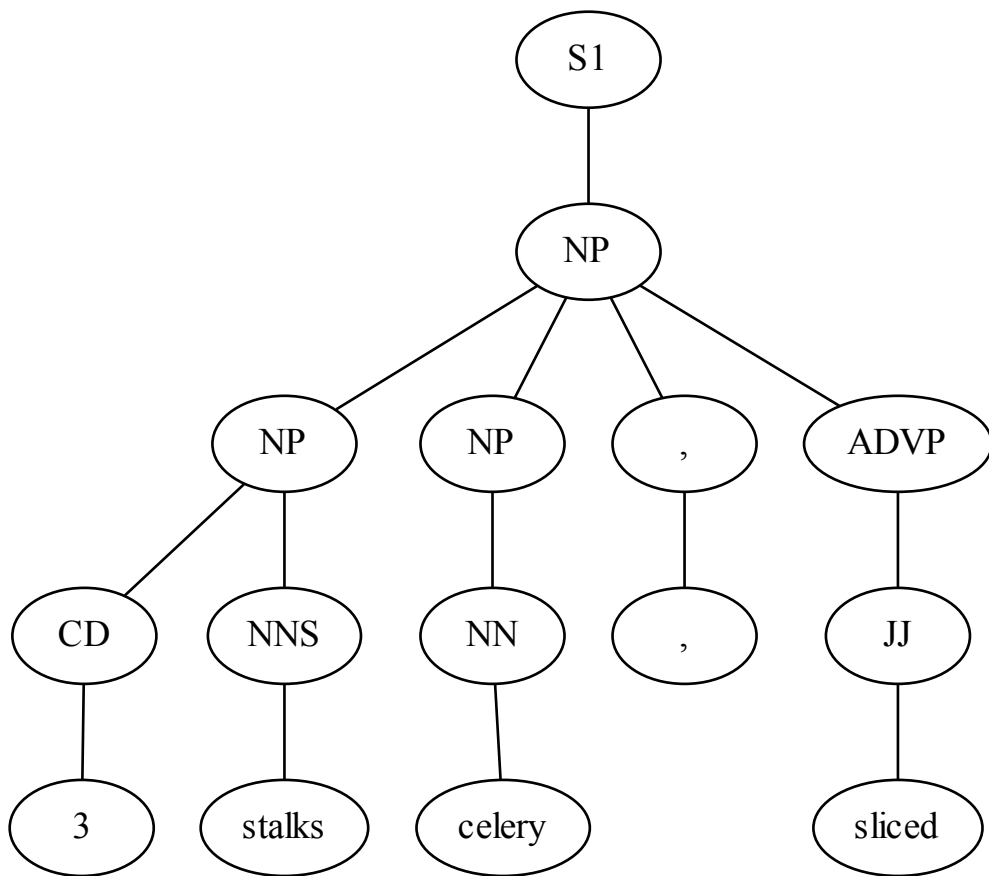 S1
NP
NP NP , ADVP
CD NNS NN , JJ
3 stalks celery sliced